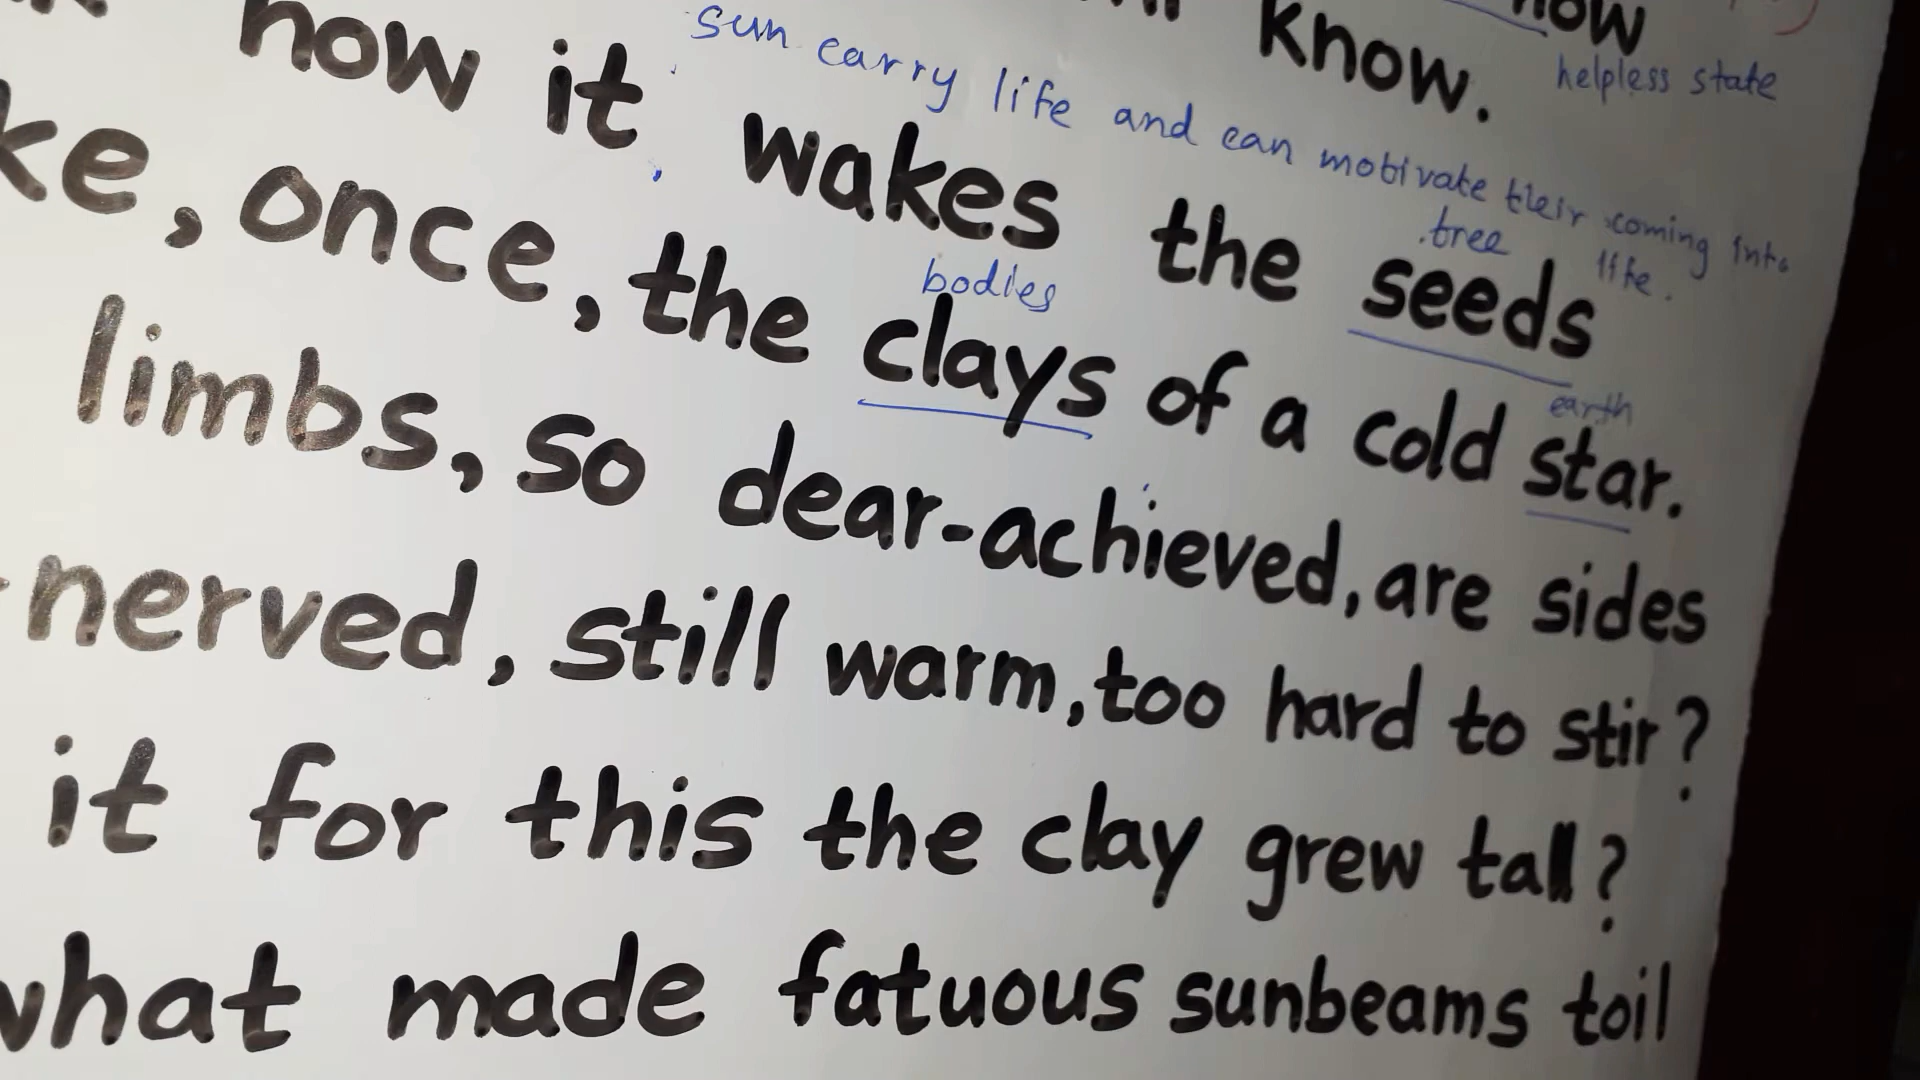 now
know.
helpless state
sun carry life and can motivate their coming into
life.
how it wakes the seeds
tree
bodies
ke, once, the clays of a cold star.
earth
limbs, so dear-achieved, are sides
-nerved, still warm, too hard to stir?
it for this the clay grew tall?
what made fatuous sunbeams toil